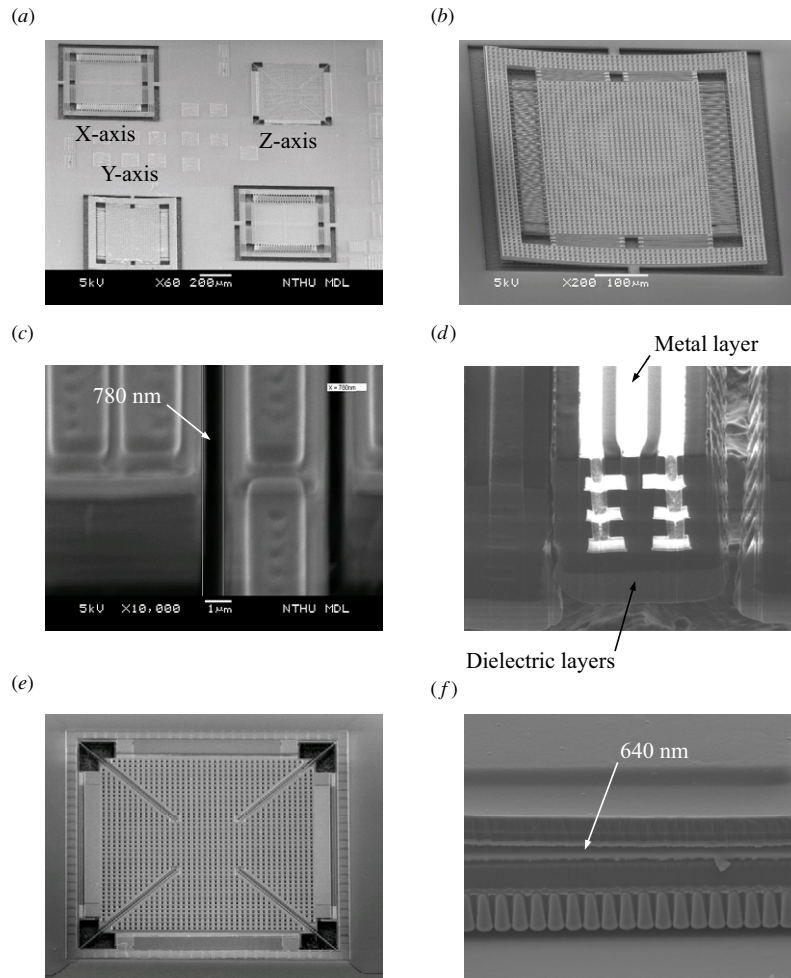 (a)
X-axis
Z-axis
Y-axis
5kV X60 200µm NTHU MDL
(b)
5kV X200 100µm
(c)
780 nm
X = 780nm
5kV X10,000 1µm NTHU MDL
(d)
Metal layer
Dielectric layers
(e)
(f)
640 nm